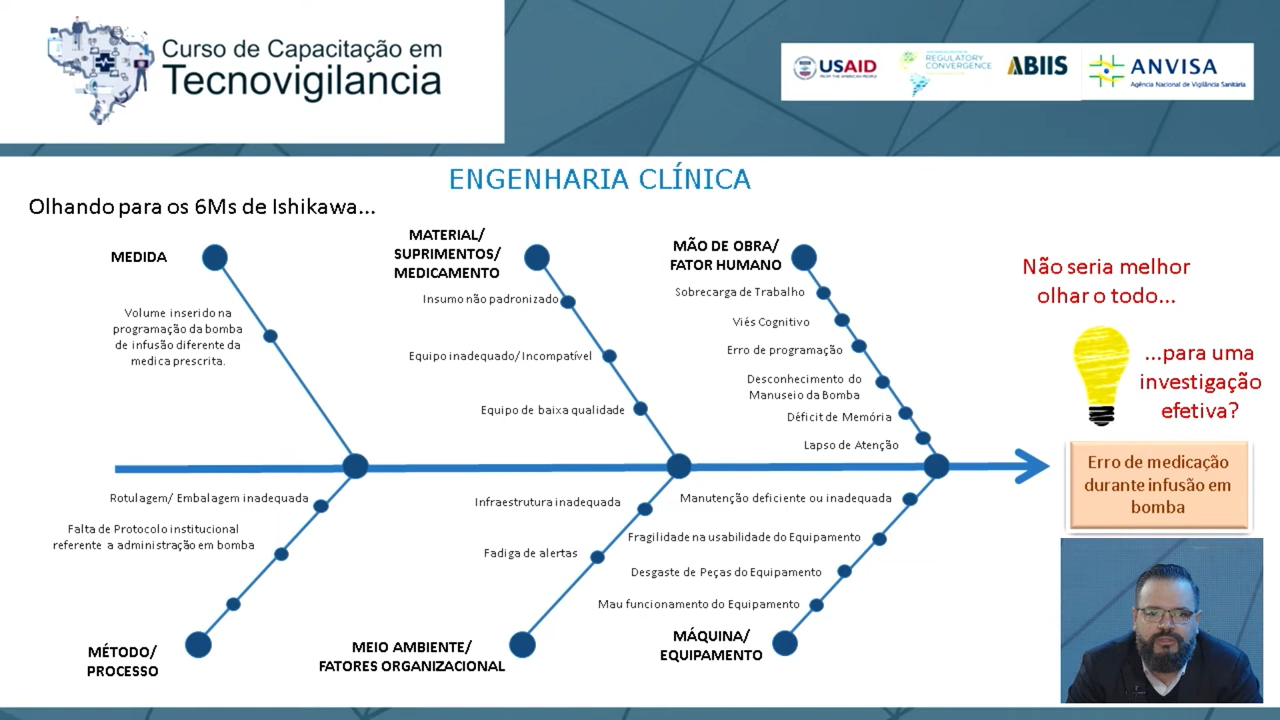 Curso de Capacitação em
Tecnovigilancia
USAID
FROM THE AMERICAN PEOPLE
REGULATORY
CONVERGENCE
ABIIS
ANVISA
Agência Nacional de Vigilância Sanitária
ENGENHARIA CLÍNICA
Olhando para os 6Ms de Ishikawa...
MEDIDA
Volume inserido na
programação da bomba
de infusão diferente da
medica prescrita.
MATERIAL/
SUPRIMENTOS/
MEDICAMENTO
Insumo não padronizado
Equipo inadequado/ Incompatível
Equipo de baixa qualidade
MÃO DE OBRA/
FATOR HUMANO
Sobrecarga de Trabalho
Viés Cognitivo
Erro de programação
Desconhecimento do
Manuseio da Bomba
Déficit de Memória
Lapso de Atenção
Não seria melhor
olhar o todo...
...para uma
investigação
efetiva?
Erro de medicação
durante infusão em
bomba
Rotulagem/ Embalagem inadequada
Falta de Protocolo institucional
referente a administração em bomba
MÉTODO/
PROCESSO
Infraestrutura inadequada
Fadiga de alertas
MEIO AMBIENTE/
FATORES ORGANIZACIONAL
Manutenção deficiente ou inadequada
Fragilidade na usabilidade do Equipamento
Desgaste de Peças do Equipamento
Mau funcionamento do Equipamento
MÁQUINA/
EQUIPAMENTO